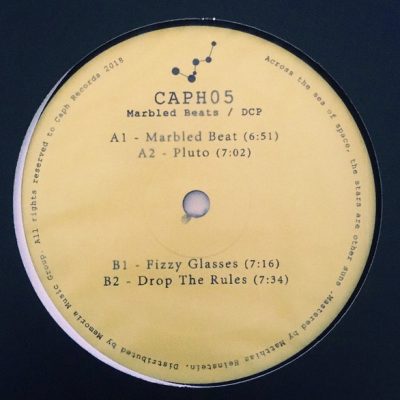 CAPH05
Marbled Beats / DCP
A1 - Marbled Beat (6:51)
A2 - Pluto (7:02)
B1 - Fizzy Glasses (7:16)
B2 - Drop The Rules (7:34)
Across the sea of space, the stars are other suns. Mastered by Matthias Heinstein. Distributed by Memoria Music Group. All rights reserved to Caph Records 2018